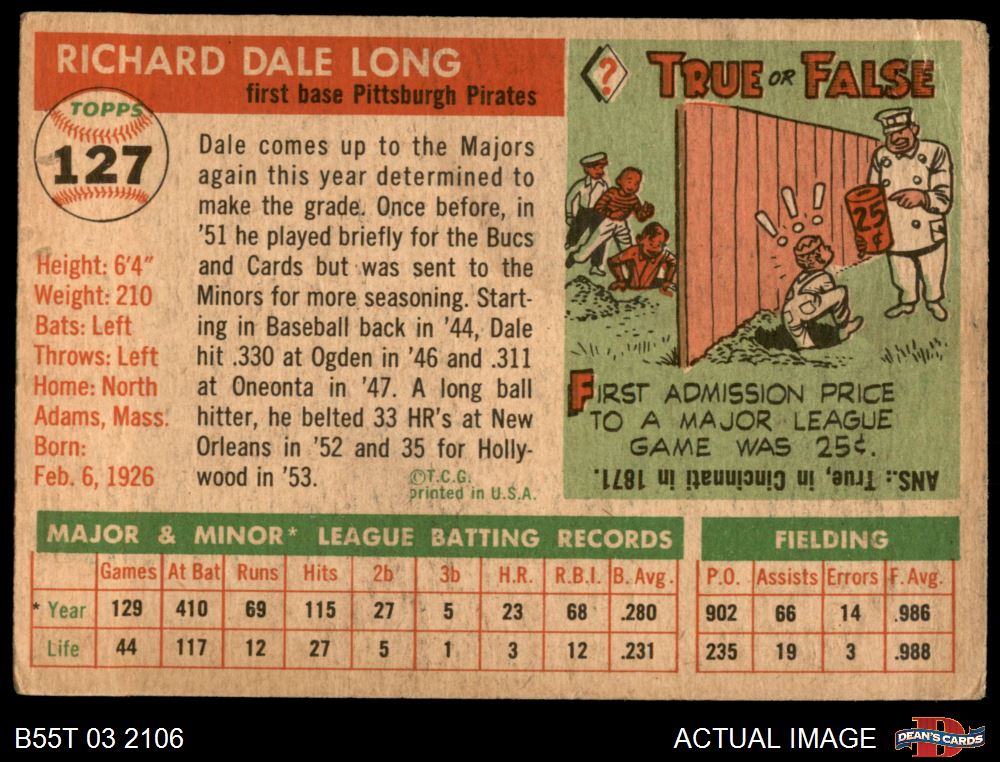 RICHARD DALE LONG
first base Pittsburgh Pirates
TOPPS
127
Dale comes up to the Majors
again this year determined to
make the grade. Once before, in
'51 he played briefly for the Bucs
and Cards but was sent to the
Minors for more seasoning. Start-
ing in Baseball back in '44, Dale
hit .330 at Ogden in '46 and .311
at Oneonta in '47. A long ball
hitter, he belted 33 HR's at New
Orleans in '52 and 35 for Holly-
wood in '53.
©T.C.G.
printed in U.S.A.
Height: 6'4"
Weight: 210
Bats: Left
Throws: Left
Home: North
Adams, Mass.
Born:
Feb. 6, 1926
?
TRUE OR FALSE
! ! !
25
¢
FIRST ADMISSION PRICE
TO A MAJOR LEAGUE
GAME WAS 25¢.
ANS.: True, in Cincinnati in 1871.
MAJOR & MINOR* LEAGUE BATTING RECORDS
Games At Bat Runs Hits 2b 3b H.R. R.B.I. B. Avg.
* Year 129 410 69 115 27 5 23 68 .280
Life 44 117 12 27 5 1 3 12 .231
FIELDING
P.O. Assists Errors F. Avg.
902 66 14 .986
235 19 3 .988
B55T 03 2106
ACTUAL IMAGE
DEAN'S CARDS